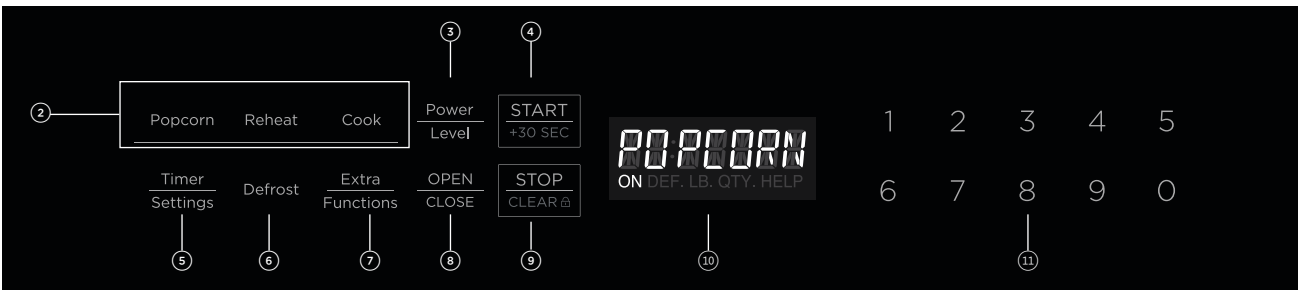 3 4
2 Popcorn Reheat Cook Power START
Level +30 SEC
1 2 3 4 5
POPCORN
ON DEF. LB. QTY. HELP
Timer Defrost Extra OPEN STOP
Settings Functions CLOSE CLEAR
6 7 8 9 0
5 6 7 8 9 10 11